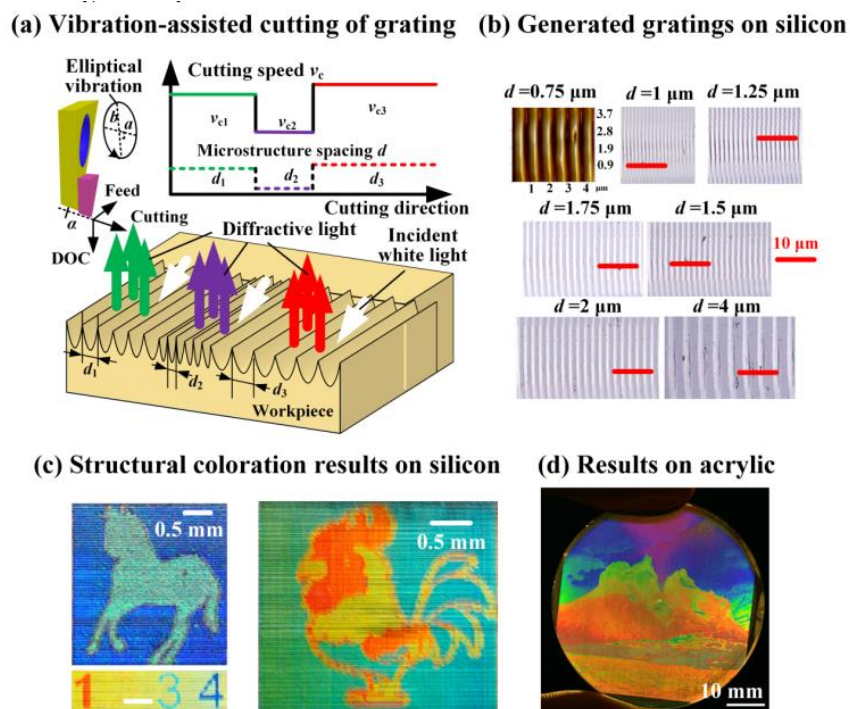 (a) Vibration-assisted cutting of grating
Elliptical
vibration
b
a
Cutting speed vc
vc1
vc2
vc3
Microstructure spacing d
d1
d2
d3
Cutting direction
Feed
α
Cutting
DOC
Diffractive light
Incident
white light
d1
d2
d3
Workpiece
(b) Generated gratings on silicon
d =0.75 μm
d =1 μm
d =1.25 μm
3.7
2.8
1.9
0.9
1 2 3 4 μm
d =1.75 μm
d =1.5 μm
10 μm
d =2 μm
d =4 μm
(c) Structural coloration results on silicon
0.5 mm
1 3 4
0.5 mm
(d) Results on acrylic
10 mm